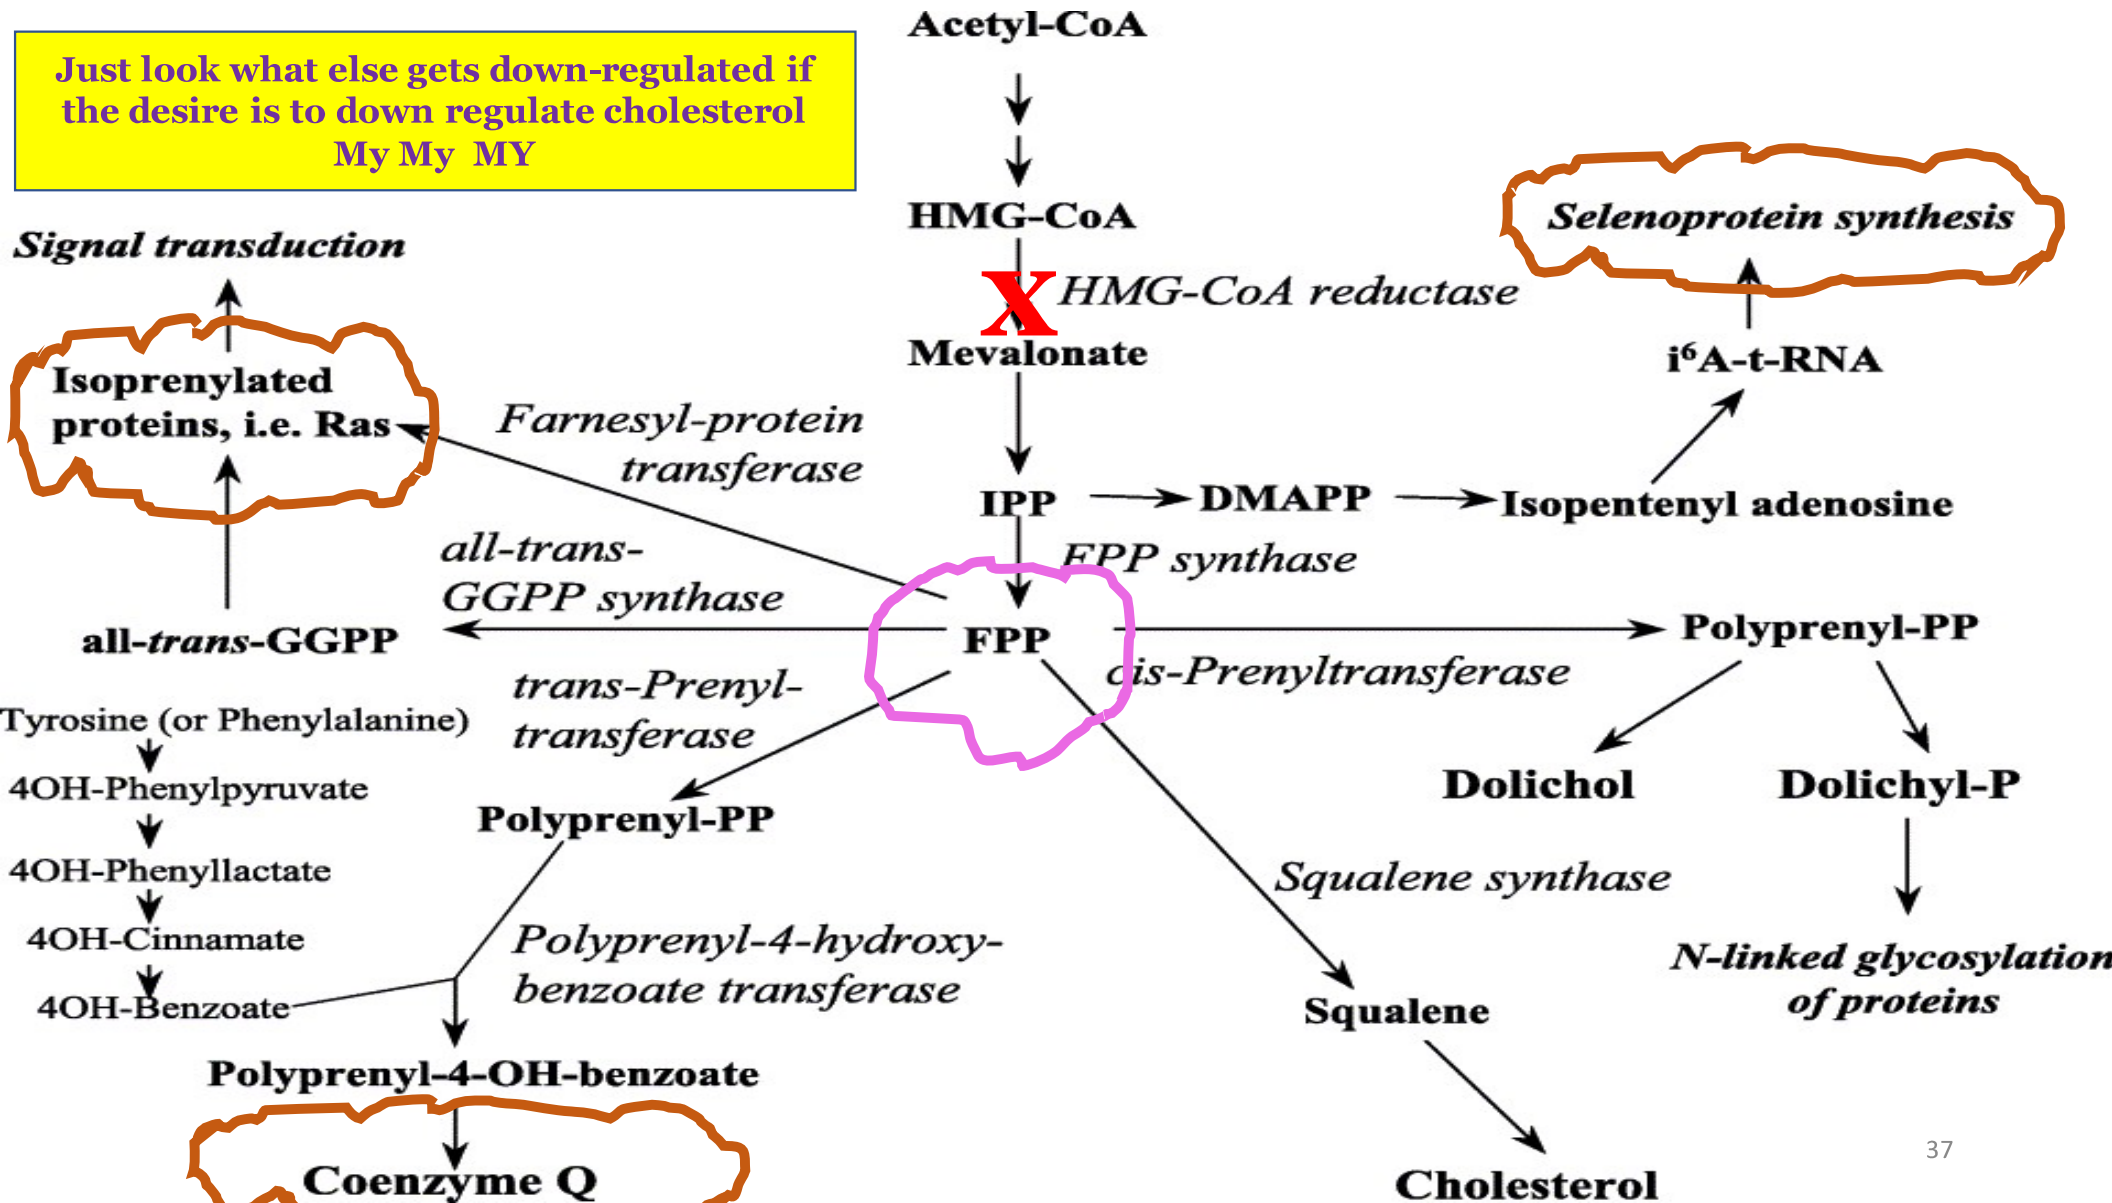 Acetyl-CoA
Just look what else gets down-regulated if
the desire is to down regulate cholesterol
My My MY
HMG-CoA
Selenoprotein synthesis
Signal transduction
X
HMG-CoA reductase
Mevalonate
i⁶A-t-RNA
Isoprenylated
proteins, i.e. Ras
Farnesyl-protein
transferase
IPP
DMAPP
Isopentenyl adenosine
all-trans-
GGPP synthase
FPP synthase
all-trans-GGPP
FPP
Polyprenyl-PP
cis-Prenyltransferase
trans-Prenyl-
transferase
Tyrosine (or Phenylalanine)
4OH-Phenylpyruvate
Polyprenyl-PP
Dolichol
Dolichyl-P
4OH-Phenyllactate
Squalene synthase
4OH-Cinnamate
Polyprenyl-4-hydroxy-
benzoate transferase
N-linked glycosylation
of proteins
4OH-Benzoate
Squalene
Polyprenyl-4-OH-benzoate
Coenzyme Q
Cholesterol
37